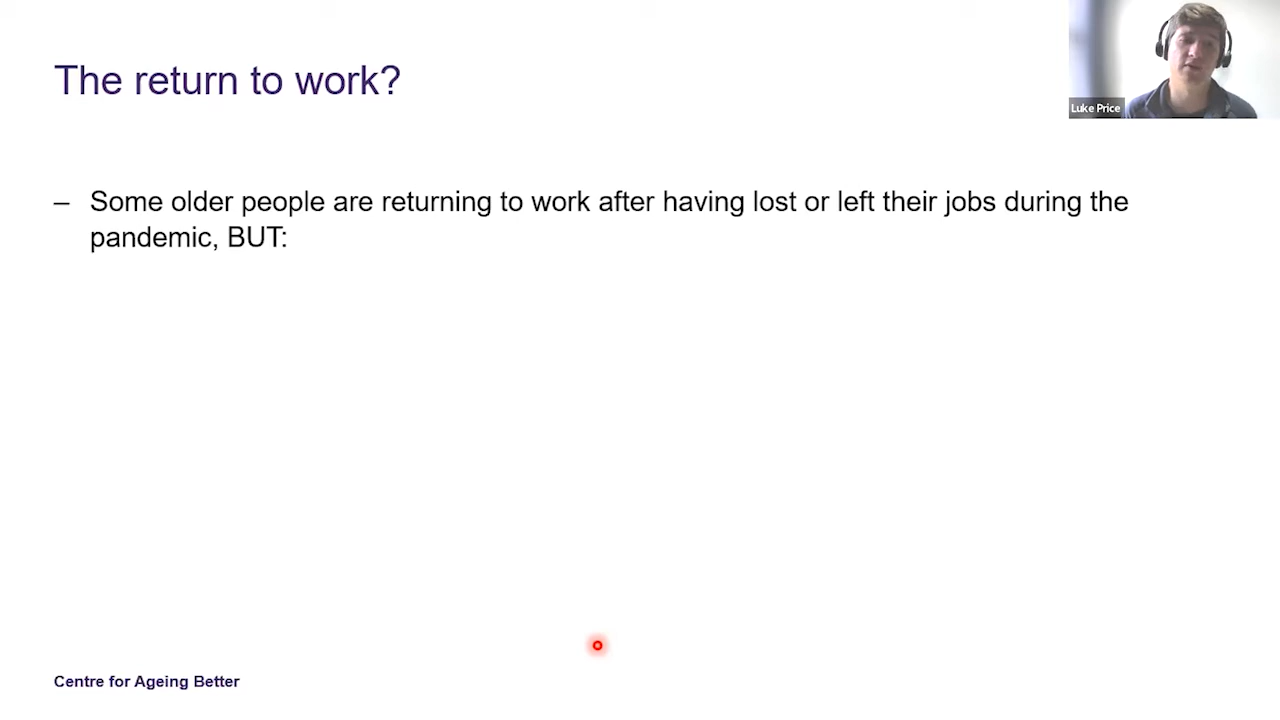 The return to work?
Luke Price
– Some older people are returning to work after having lost or left their jobs during the
pandemic, BUT:
Centre for Ageing Better